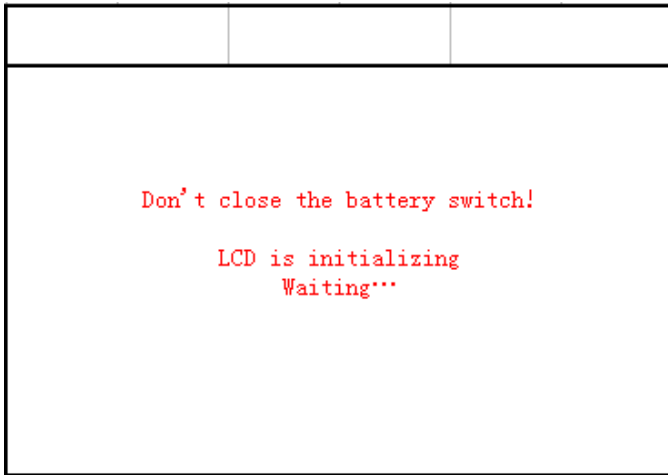 Don't close the battery switch!
LCD is initializing
Waiting…